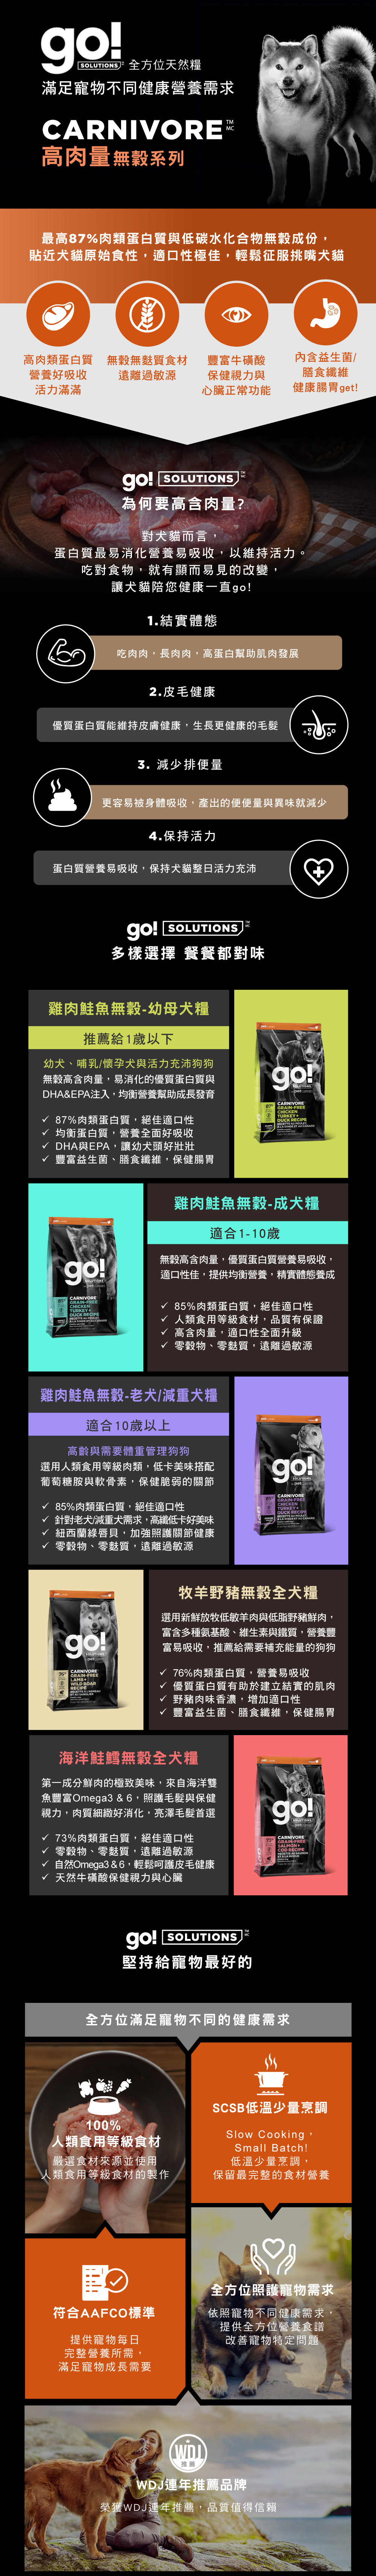 go!
SOLUTIONS 全方位天然糧
滿足寵物不同健康營養需求
CARNIVORE™ MC
高肉量無穀系列
最高87%肉類蛋白質與低碳水化合物無穀成份，
貼近犬貓原始食性，適口性極佳，輕鬆征服挑嘴犬貓
高肉類蛋白質
營養好吸收
活力滿滿
無穀無麩質食材
遠離過敏源
豐富牛磺酸
保健視力與
心臟正常功能
內含益生菌/
膳食纖維
健康腸胃get!
go! SOLUTIONS™ MC
為何要高含肉量?
對犬貓而言，
蛋白質最易消化營養易吸收，以維持活力。
吃對食物，就有顯而易見的改變，
讓犬貓陪您健康一直go!
1.結實體態
吃肉肉，長肉肉，高蛋白幫助肌肉發展
2.皮毛健康
優質蛋白質能維持皮膚健康，生長更健康的毛髮
3. 減少排便量
更容易被身體吸收，產出的便便量與異味就減少
4.保持活力
蛋白質營養易吸收，保持犬貓整日活力充沛
go! SOLUTIONS™ MC
多樣選擇 餐餐都對味
雞肉鮭魚無穀-幼母犬糧
推薦給1歲以下
幼犬、哺乳/懷孕犬與活力充沛狗狗
無穀高含肉量，易消化的優質蛋白質與
DHA&EPA注入，均衡營養幫助成長發育
✓ 87%肉類蛋白質，絕佳適口性
✓ 均衡蛋白質，營養全面好吸收
✓ DHA與EPA，讓幼犬頭好壯壯
✓ 豐富益生菌、膳食纖維，保健腸胃
go!
SOLUTIONS
CARNIVORE
GRAIN-FREE
CHICKEN
TURKEY +
DUCK RECIPE
雞肉鮭魚無穀-成犬糧
適合1-10歲
無穀高含肉量，優質蛋白質營養易吸收，
適口性佳，提供均衡營養，精實體態養成
✓ 85%肉類蛋白質，絕佳適口性
✓ 人類食用等級食材，品質有保證
✓ 高含肉量，適口性全面升級
✓ 零穀物、零麩質，遠離過敏源
go!
SOLUTIONS
CARNIVORE
GRAIN-FREE
CHICKEN
TURKEY +
DUCK RECIPE
雞肉鮭魚無穀-老犬/減重犬糧
適合10歲以上
高齡與需要體重管理狗狗
選用人類食用等級肉類，低卡美味搭配
葡萄糖胺與軟骨素，保健脆弱的關節
✓ 85%肉類蛋白質，絕佳適口性
✓ 針對老犬/減重犬需求，高纖低卡好美味
✓ 紐西蘭綠唇貝，加強照護關節健康
✓ 零穀物、零麩質，遠離過敏源
go!
SOLUTIONS
CARNIVORE
GRAIN-FREE
CHICKEN
TURKEY +
DUCK RECIPE
牧羊野豬無穀全犬糧
選用新鮮放牧低敏羊肉與低脂野豬鮮肉，
富含多種氨基酸、維生素與鐵質，營養豐
富易吸收，推薦給需要補充能量的狗狗
✓ 76%肉類蛋白質，營養易吸收
✓ 優質蛋白質有助於建立結實的肌肉
✓ 野豬肉味香濃，增加適口性
✓ 豐富益生菌、膳食纖維，保健腸胃
go!
SOLUTIONS
CARNIVORE
GRAIN-FREE
LAMB +
WILD BOAR
RECIPE
海洋鮭鱈無穀全犬糧
第一成分鮮肉的極致美味，來自海洋雙
魚豐富Omega3 & 6，照護毛髮與保健
視力，肉質細緻好消化，亮澤毛髮首選
✓ 73%肉類蛋白質，絕佳適口性
✓ 零穀物、零麩質，遠離過敏源
✓ 自然Omega3 & 6，輕鬆呵護皮毛健康
✓ 天然牛磺酸保健視力與心臟
go!
SOLUTIONS
CARNIVORE
GRAIN-FREE
SALMON +
COD RECIPE
go! SOLUTIONS™ MC
堅持給寵物最好的
全方位滿足寵物不同的健康需求
100%
人類食用等級食材
嚴選食材來源並使用
人類食用等級食材的製作
SCSB低溫少量烹調
Slow Cooking，
Small Batch!
低溫少量烹調，
保留最完整的食材營養
符合AAFCO標準
提供寵物每日
完整營養所需，
滿足寵物成長需要
全方位照護寵物需求
依照寵物不同健康需求，
提供全方位營養食譜
改善寵物特定問題
WDJ
推薦
WDJ連年推薦品牌
榮獲WDJ連年推薦，品質值得信賴